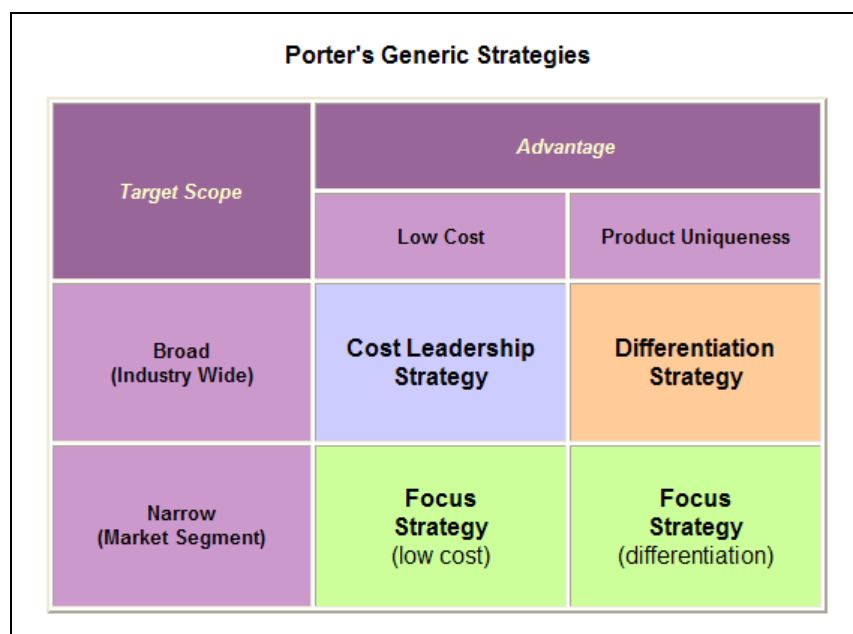 Porter's Generic Strategies
Target Scope
Advantage
Low Cost
Product Uniqueness
Broad
(Industry Wide)
Cost Leadership
Strategy
Differentiation
Strategy
Narrow
(Market Segment)
Focus
Strategy
(low cost)
Focus
Strategy
(differentiation)